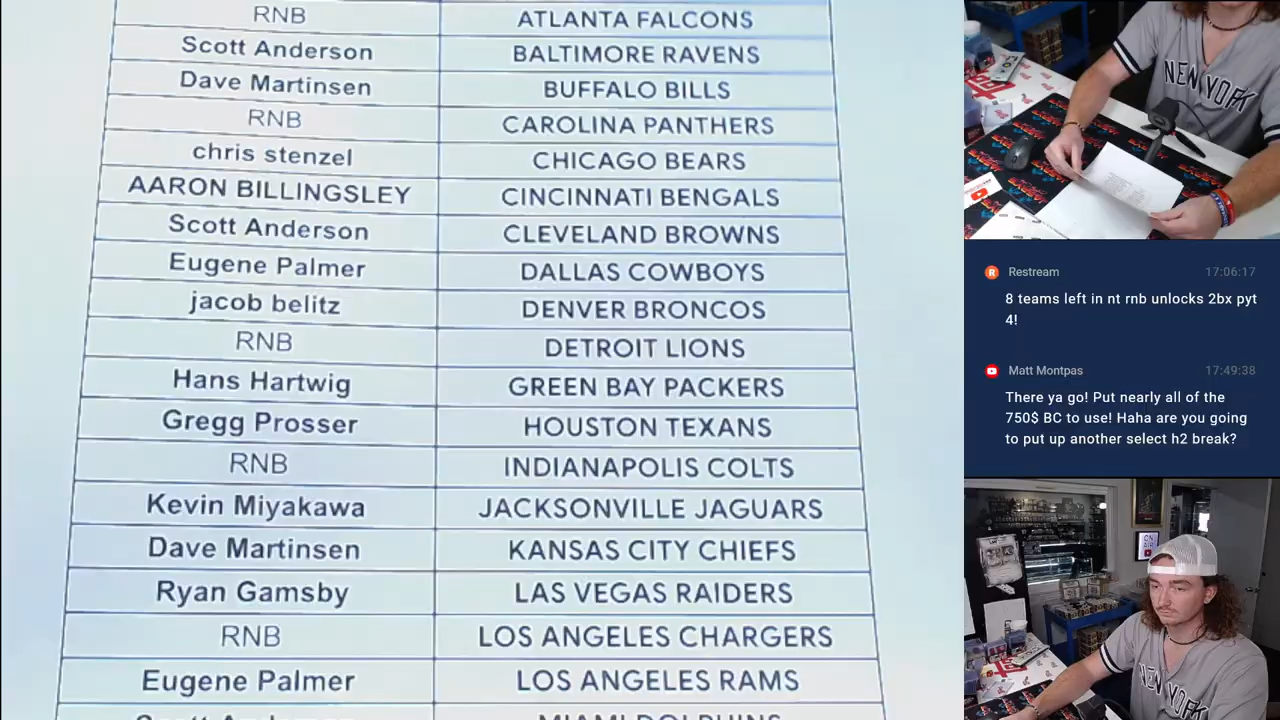 RNB ATLANTA FALCONS
Scott Anderson BALTIMORE RAVENS
Dave Martinsen BUFFALO BILLS
RNB CAROLINA PANTHERS
chris stenzel CHICAGO BEARS
AARON BILLINGSLEY CINCINNATI BENGALS
Scott Anderson CLEVELAND BROWNS
Eugene Palmer DALLAS COWBOYS
jacob belitz DENVER BRONCOS
RNB DETROIT LIONS
Hans Hartwig GREEN BAY PACKERS
Gregg Prosser HOUSTON TEXANS
RNB INDIANAPOLIS COLTS
Kevin Miyakawa JACKSONVILLE JAGUARS
Dave Martinsen KANSAS CITY CHIEFS
Ryan Gamsby LAS VEGAS RAIDERS
RNB LOS ANGELES CHARGERS
Eugene Palmer LOS ANGELES RAMS
Scott Anderson MIAMI DOLPHINS
NEW YORK
R Restream 17:06:17
8 teams left in nt rnb unlocks 2bx pyt
4!
Matt Montpas 17:49:38
There ya go! Put nearly all of the
750$ BC to use! Haha are you going
to put up another select h2 break?
ON
AIR
NEW YORK